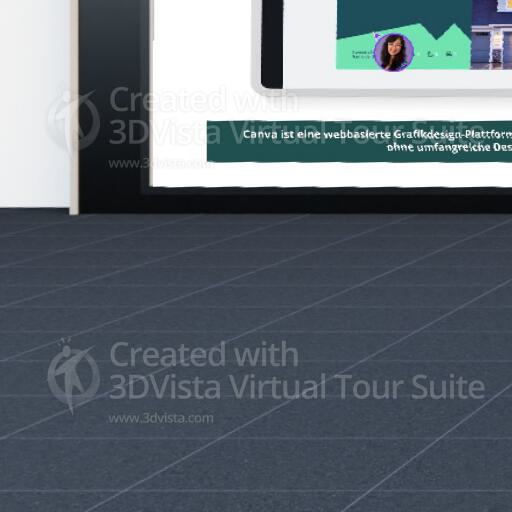 Created with
3DVista Virtual Tour Suite
www.3dvista.com
Canva ist eine webbasierte Grafikdesign-Plattform
ohne umfangreiche Des
Created with
3DVista Virtual Tour Suite
www.3dvista.com